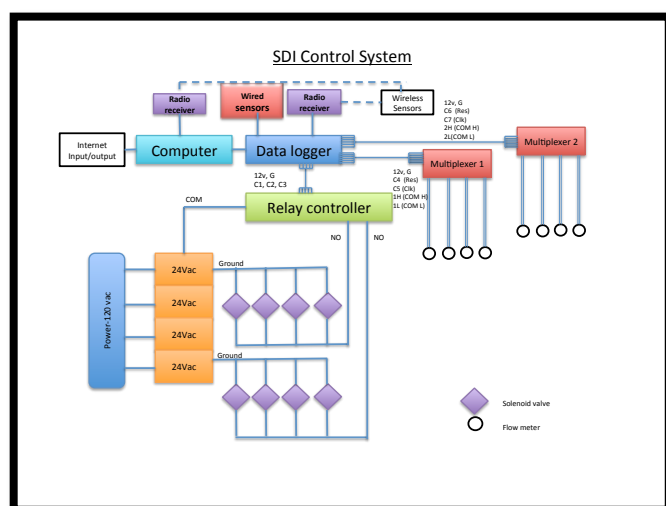 SDI Control System
Radio
receiver
Wired
sensors
Radio
receiver
Wireless
Sensors
Internet
Input/output
Computer
Data logger
12v, G
C6 (Res)
C7 (Clk)
2H (COM H)
2L(COM L)
Multiplexer 2
Multiplexer 1
12v, G
C4 (Res)
C5 (Clk)
1H (COM H)
1L (COM L)
12v, G
C1, C2, C3
Relay controller
COM
NO
NO
Power-120 vac
24Vac
24Vac
24Vac
24Vac
Ground
Ground
Solenoid valve
Flow meter